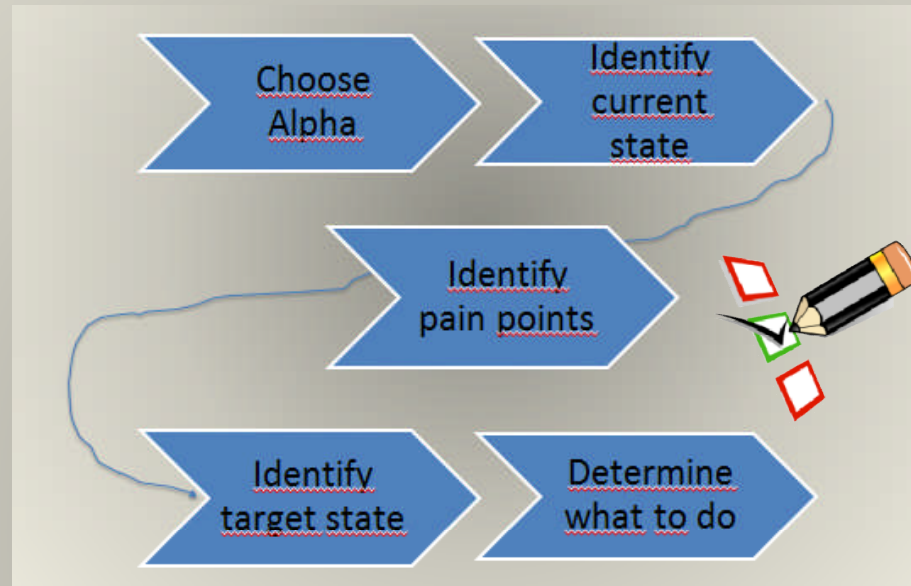 Choose
Alpha
Identify
current
state
Identify
pain points
Identify
target state
Determine
what to do